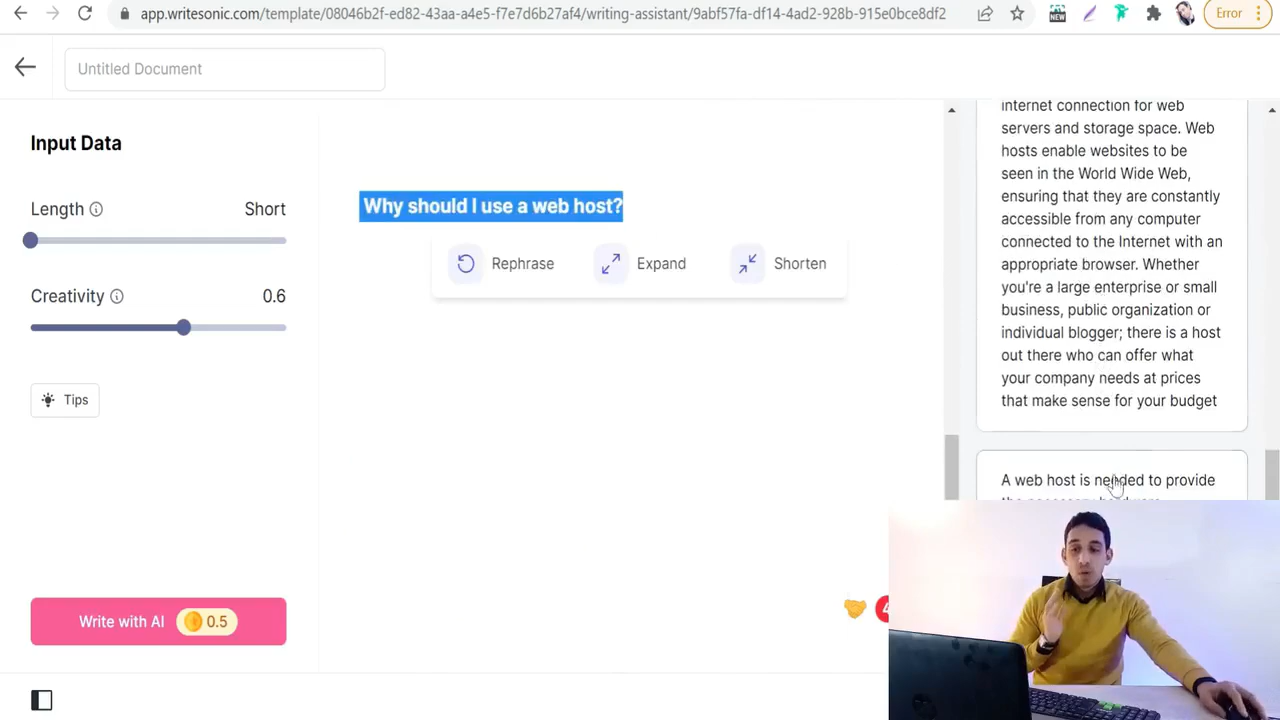 app.writesonic.com/template/08046b2f-ed82-43aa-a4e5-f7e7d6b27af4/writing-assistant/9abf57fa-df14-4ad2-928b-915e0bce8df2
NEW
Error
Untitled Document
Input Data
Length
Short
Creativity
0.6
Tips
Write with AI
0.5
Why should I use a web host?
Rephrase
Expand
Shorten
internet connection for web
servers and storage space. Web
hosts enable websites to be
seen in the World Wide Web,
ensuring that they are constantly
accessible from any computer
connected to the Internet with an
appropriate browser. Whether
you're a large enterprise or small
business, public organization or
individual blogger; there is a host
out there who can offer what
your company needs at prices
that make sense for your budget
A web host is needed to provide